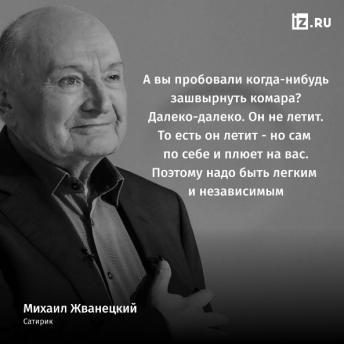 iz.RU
А вы пробовали когда-нибудь
зашвырнуть комара?
Далеко-далеко. Он не летит.
То есть он летит - но сам
по себе и плюет на вас.
Поэтому надо быть легким
и независимым
Михаил Жванецкий
Сатирик